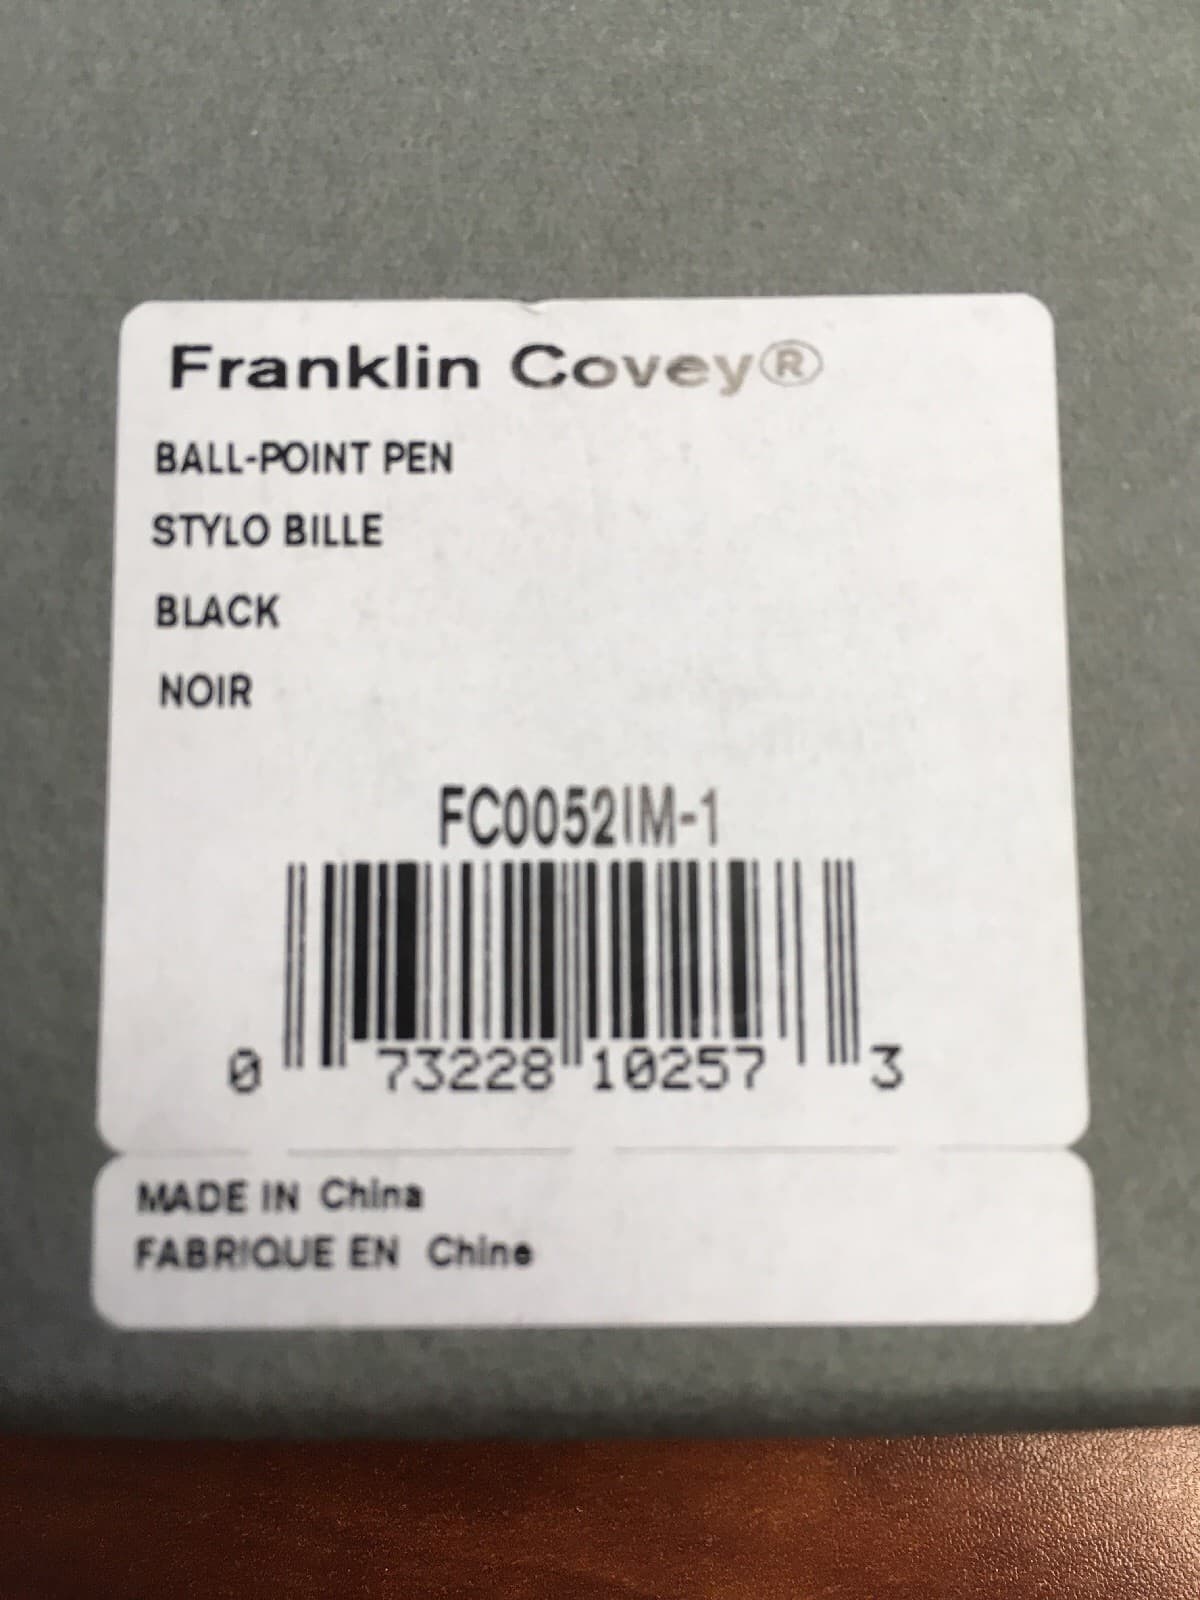 Franklin Covey®
BALL-POINT PEN
STYLO BILLE
BLACK
NOIR
FC0052IM-1
0 73228 10257 3
MADE IN China
FABRIQUE EN Chine